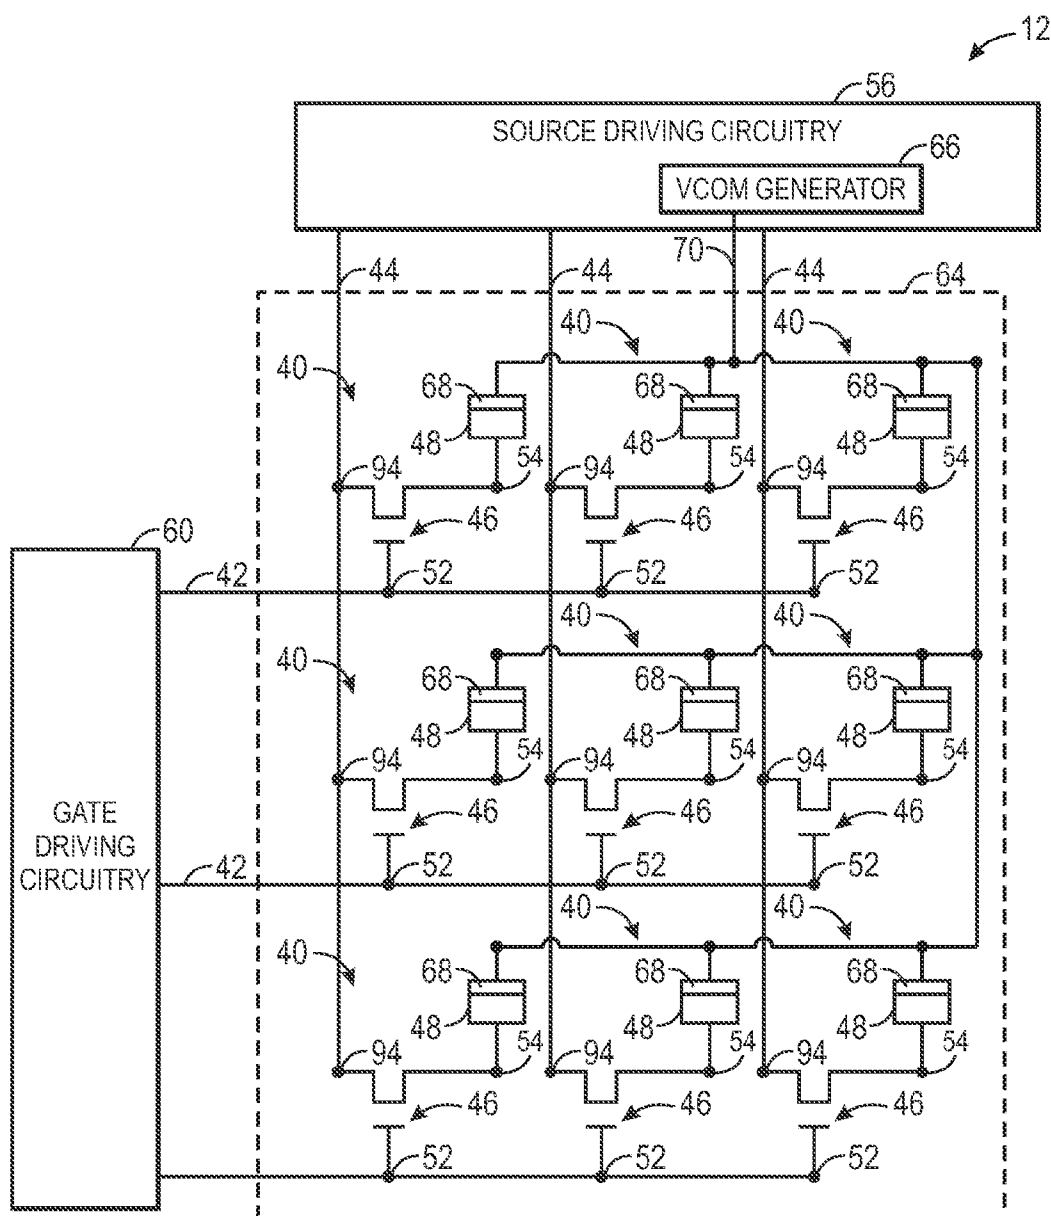 12
56
SOURCE DRIVING CIRCUITRY
66
VCOM GENERATOR
70
44 44 44 64
40 40
40
68 68 68
48 48 48
94 54 94 54 94 54
46 46 46
60
42 52 52 52
40 40
40
68 68 68
48 48 48
94 54 94 54 94 54
46 46 46
GATE
DRIVING
CIRCUITRY
42 52 52 52
40 40
40
68 68 68
48 48 48
94 54 94 54 94 54
46 46 46
52 52 52